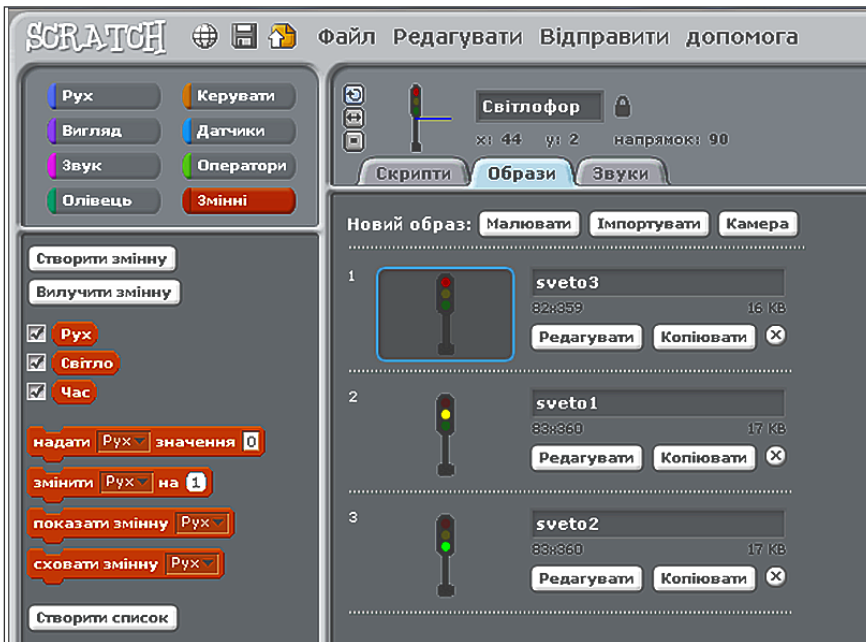 SCRATCH Файл Редагувати Відправити допомога
Рух Керувати
Вигляд Датчики
Звук Оператори
Олівець Змінні
Створити змінну
Вилучити змінну
Рух
Світло
Час
надати Рух значення 0
змінити Рух на 1
показати змінну Рух
сховати змінну Рух
Створити список
Світлофор
x: 44 y: 2 напрямок: 90
Скрипти Образи Звуки
Новий образ: Малювати Імпортувати Камера
1 sveto3
82x359 16 KB
Редагувати Копіювати
2 sveto1
83x360 17 KB
Редагувати Копіювати
3 sveto2
83x360 17 KB
Редагувати Копіювати